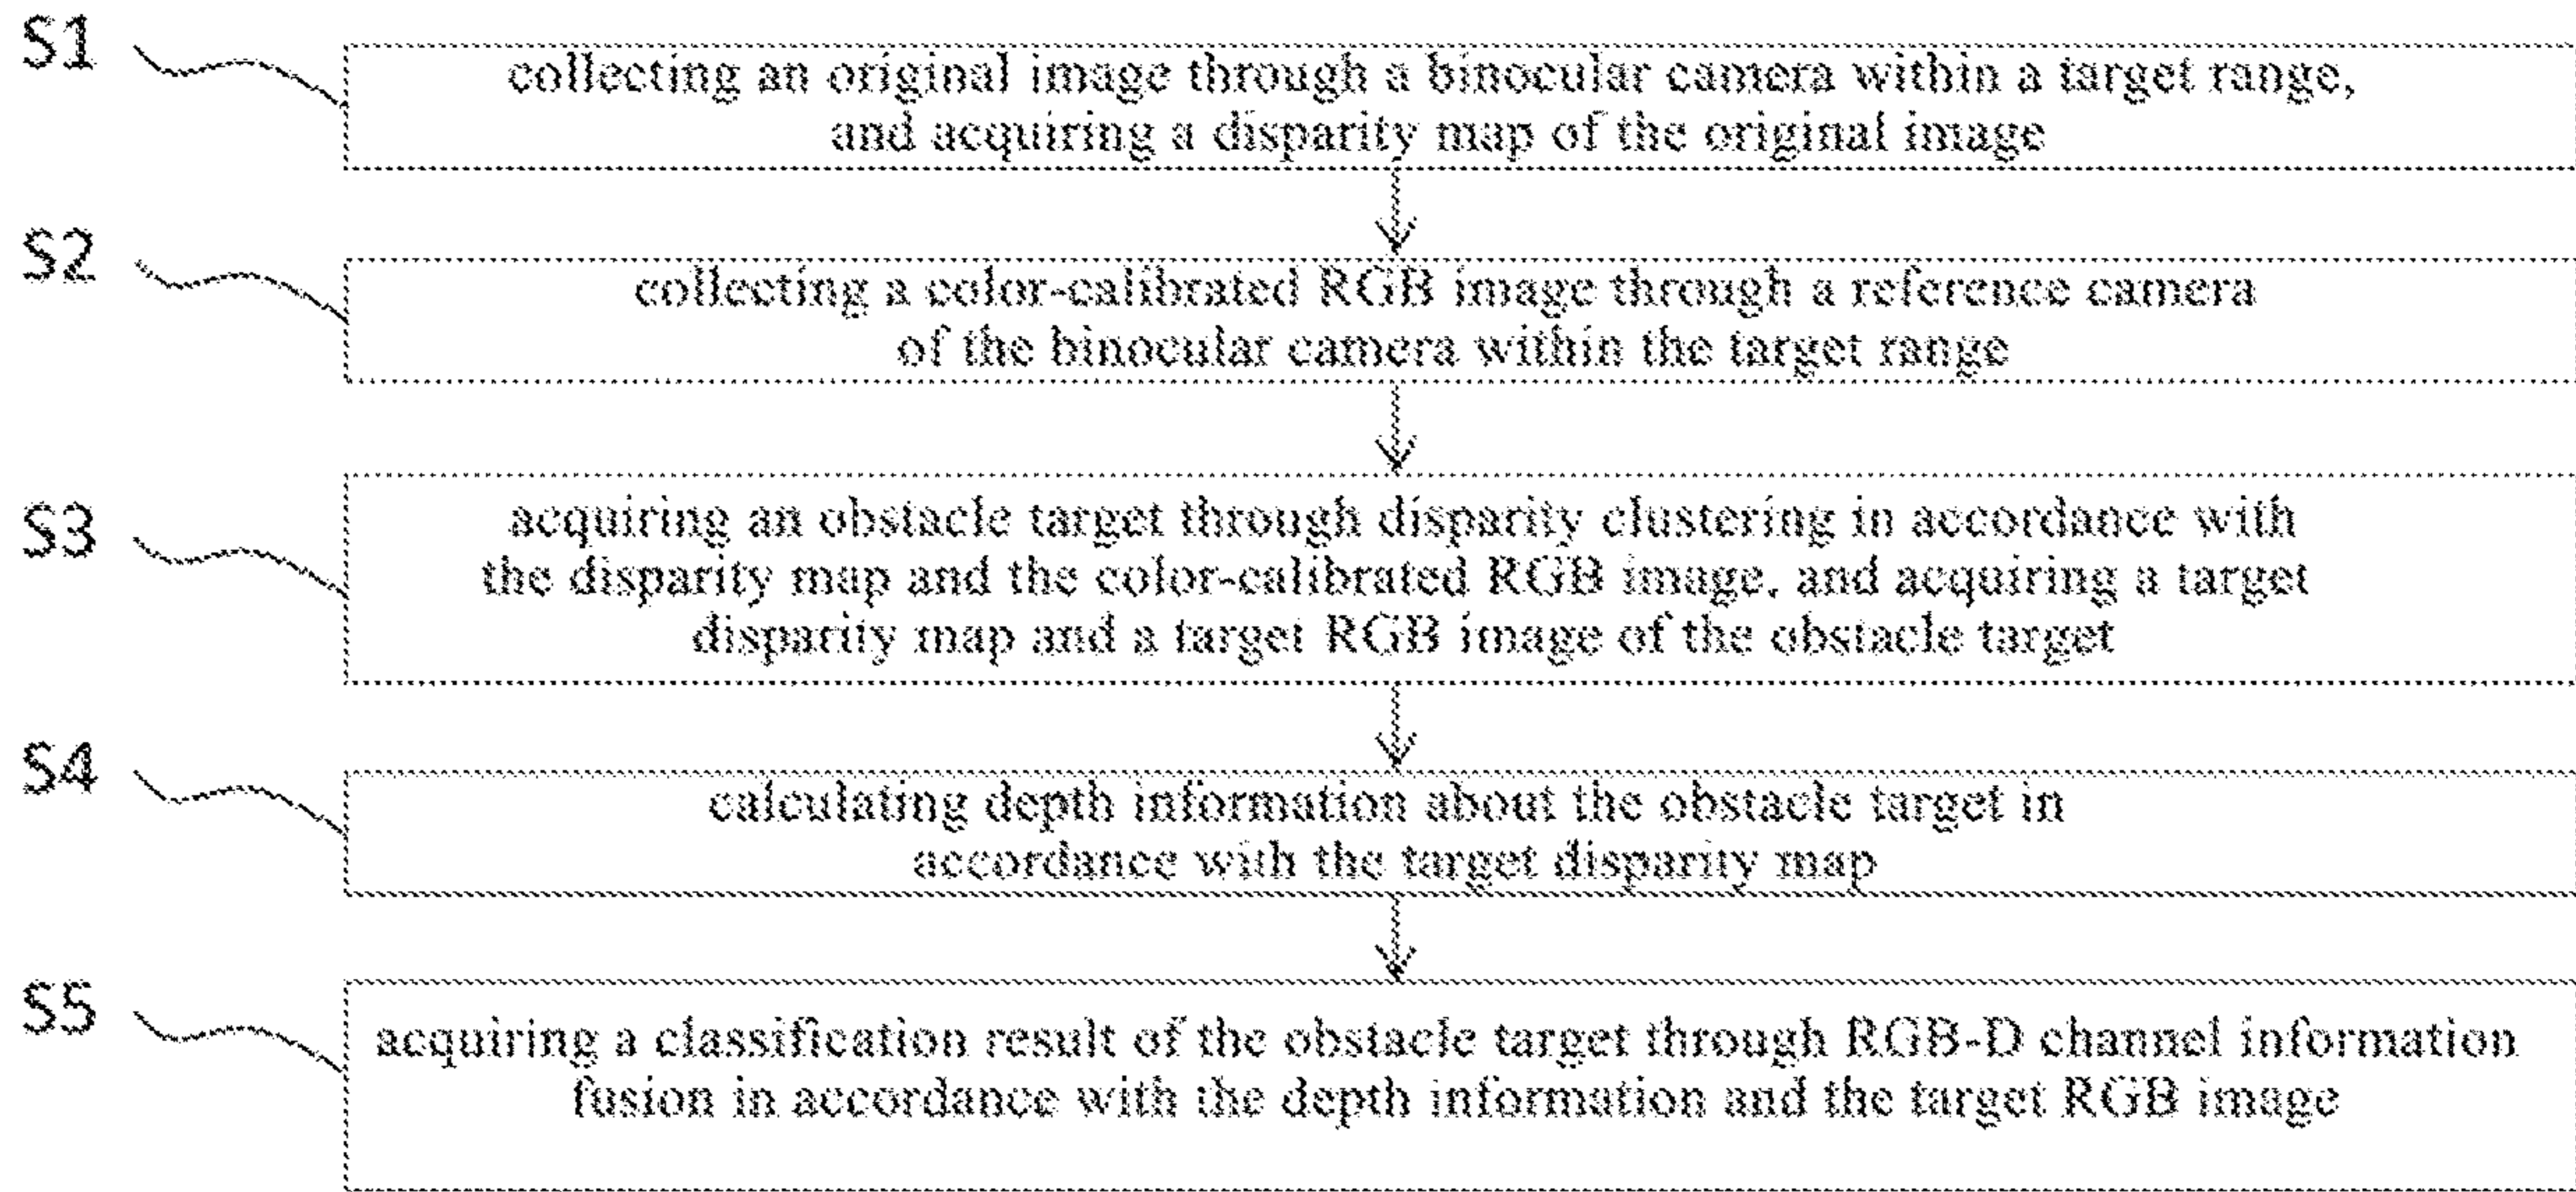 S1
collecting an original image through a binocular camera within a target range,
and acquiring a disparity map of the original image
S2
collecting a color-calibrated RGB image through a reference camera
of the binocular camera within the target range
S3
acquiring an obstacle target through disparity clustering in accordance with
the disparity map and the color-calibrated RGB image, and acquiring a target
disparity map and a target RGB image of the obstacle target
S4
calculating depth information about the obstacle target in
accordance with the target disparity map
S5
acquiring a classification result of the obstacle target through RGB-D channel information
fusion in accordance with the depth information and the target RGB image